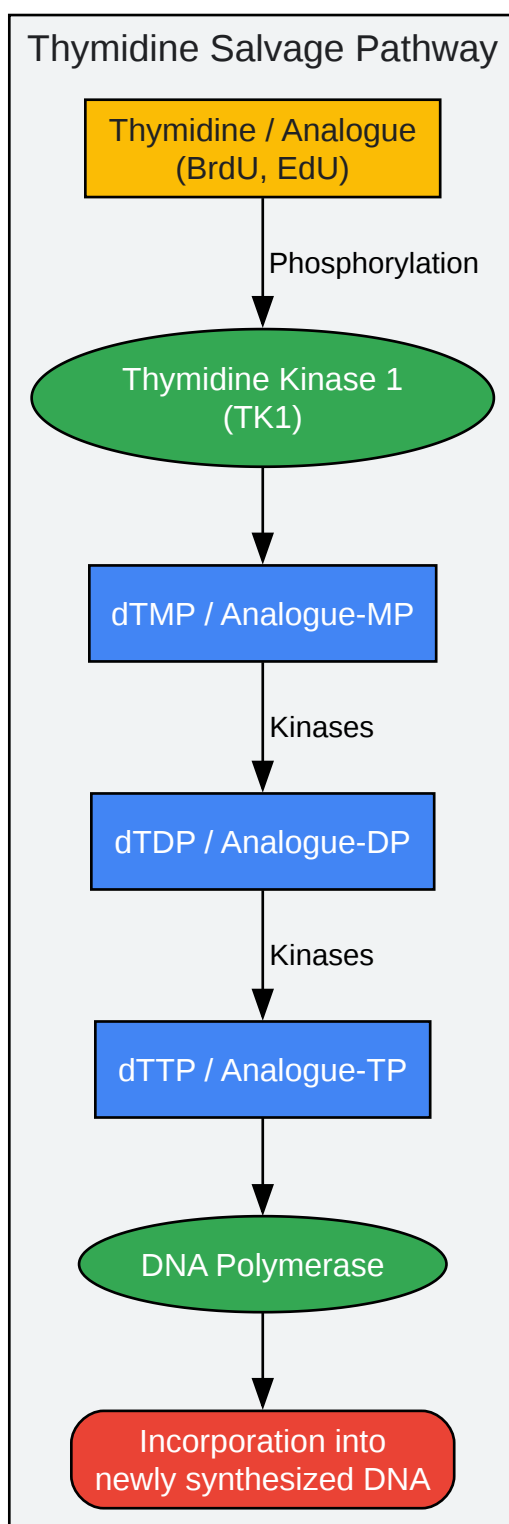 Thymidine Salvage Pathway
Thymidine / Analogue
(BrdU, EdU)
Phosphorylation
Thymidine Kinase 1
(TK1)
dTMP / Analogue-MP
Kinases
dTDP / Analogue-DP
Kinases
dTTP / Analogue-TP
DNA Polymerase
Incorporation into
newly synthesized DNA